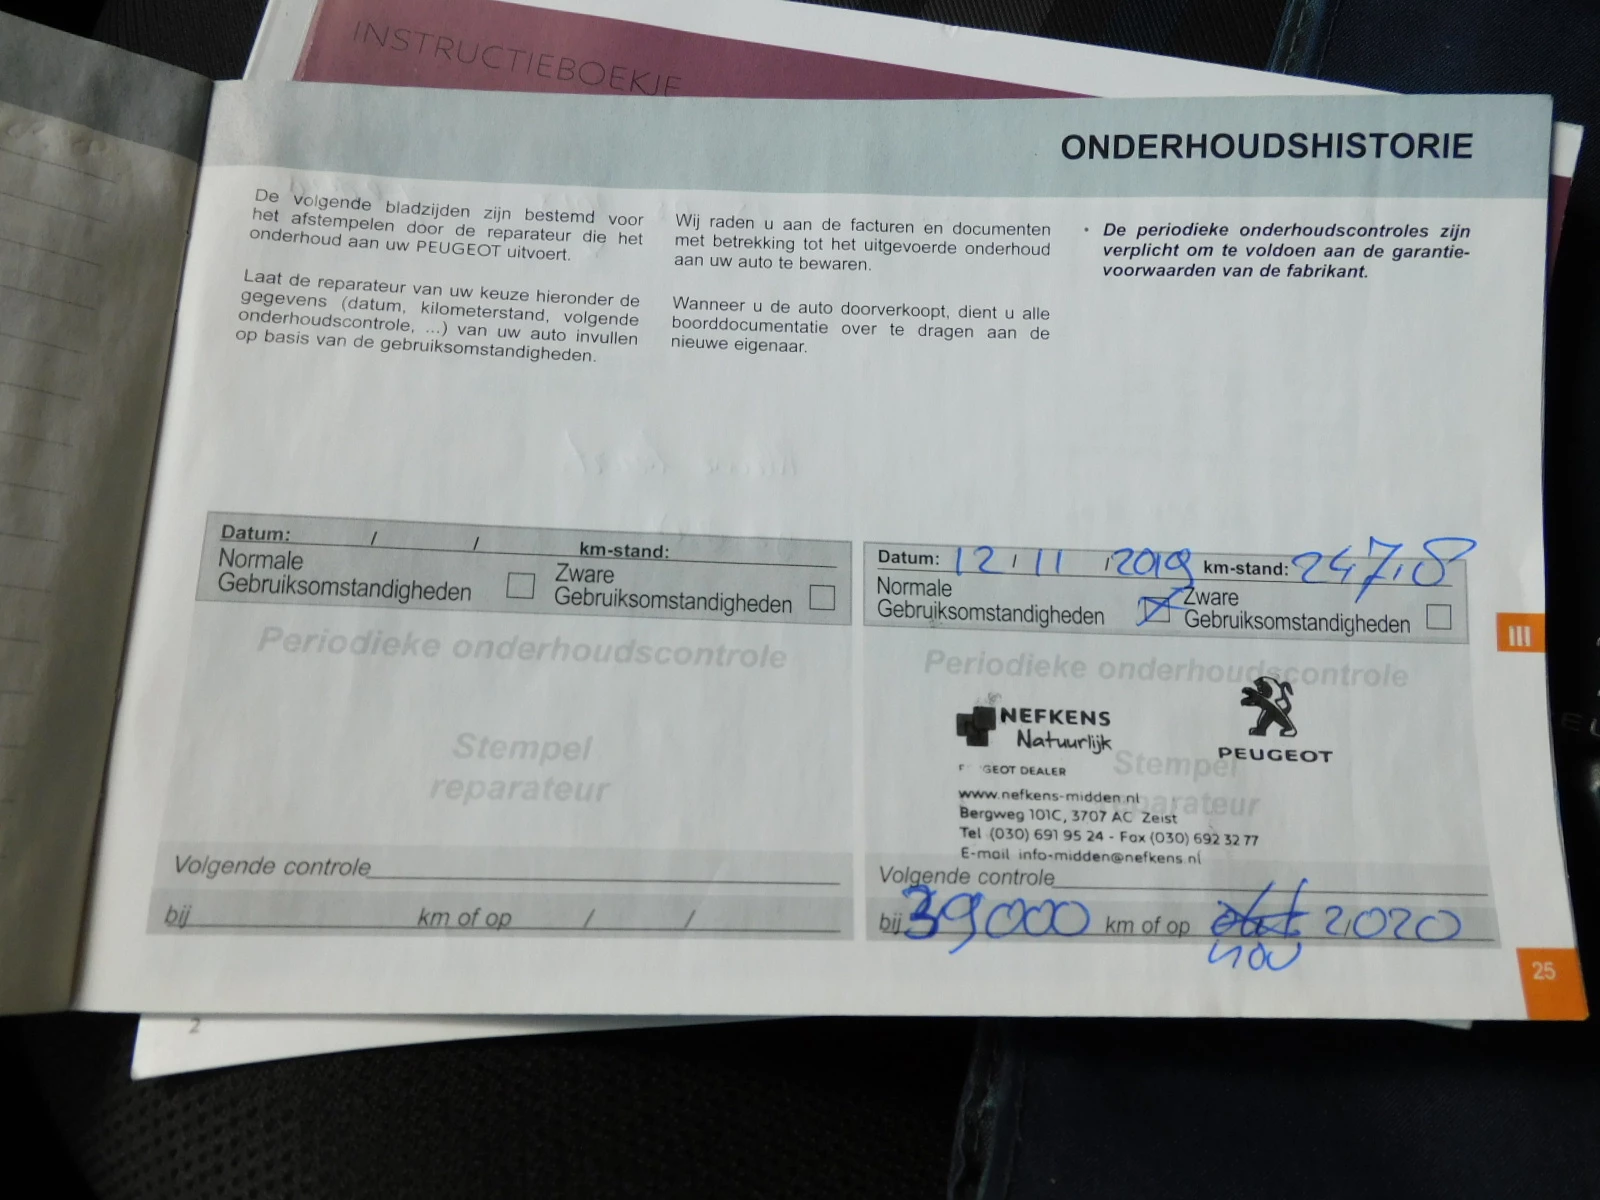 INSTRUCTIEBOEKJE
ONDERHOUDSHISTORIE
De volgende bladzijden zijn bestemd voor
het afstempelen door de reparateur die het
onderhoud aan uw PEUGEOT uitvoert.
Laat de reparateur van uw keuze hieronder de
gegevens (datum, kilometerstand, volgende
onderhoudscontrole, ...) van uw auto invullen
op basis van de gebruiksomstandigheden.
Wij raden u aan de facturen en documenten
met betrekking tot het uitgevoerde onderhoud
aan uw auto te bewaren.
Wanneer u de auto doorverkoopt, dient u alle
boorddocumentatie over te dragen aan de
nieuwe eigenaar.
• De periodieke onderhoudscontroles zijn
verplicht om te voldoen aan de garantie-
voorwaarden van de fabrikant.
Datum: / / km-stand:
Normale
Gebruiksomstandigheden
Zware
Gebruiksomstandigheden
Periodieke onderhoudscontrole
Stempel
reparateur
Volgende controle
bij km of op / /
Datum: 12 / 11 / 2019 km-stand: 247,8
Normale
Gebruiksomstandigheden
Zware
Gebruiksomstandigheden
Periodieke onderhoudscontrole
NEFKENS
Natuurlijk
PEUGEOT
GEOT DEALER
Stempel
reparateur
www.nefkens-midden.nl
Bergweg 101C, 3707 AC Zeist
Tel (030) 691 95 24 - Fax (030) 692 32 77
E-mail info-midden@nefkens.nl
Volgende controle
bij 39000 km of op 2020
nov
III
25
2